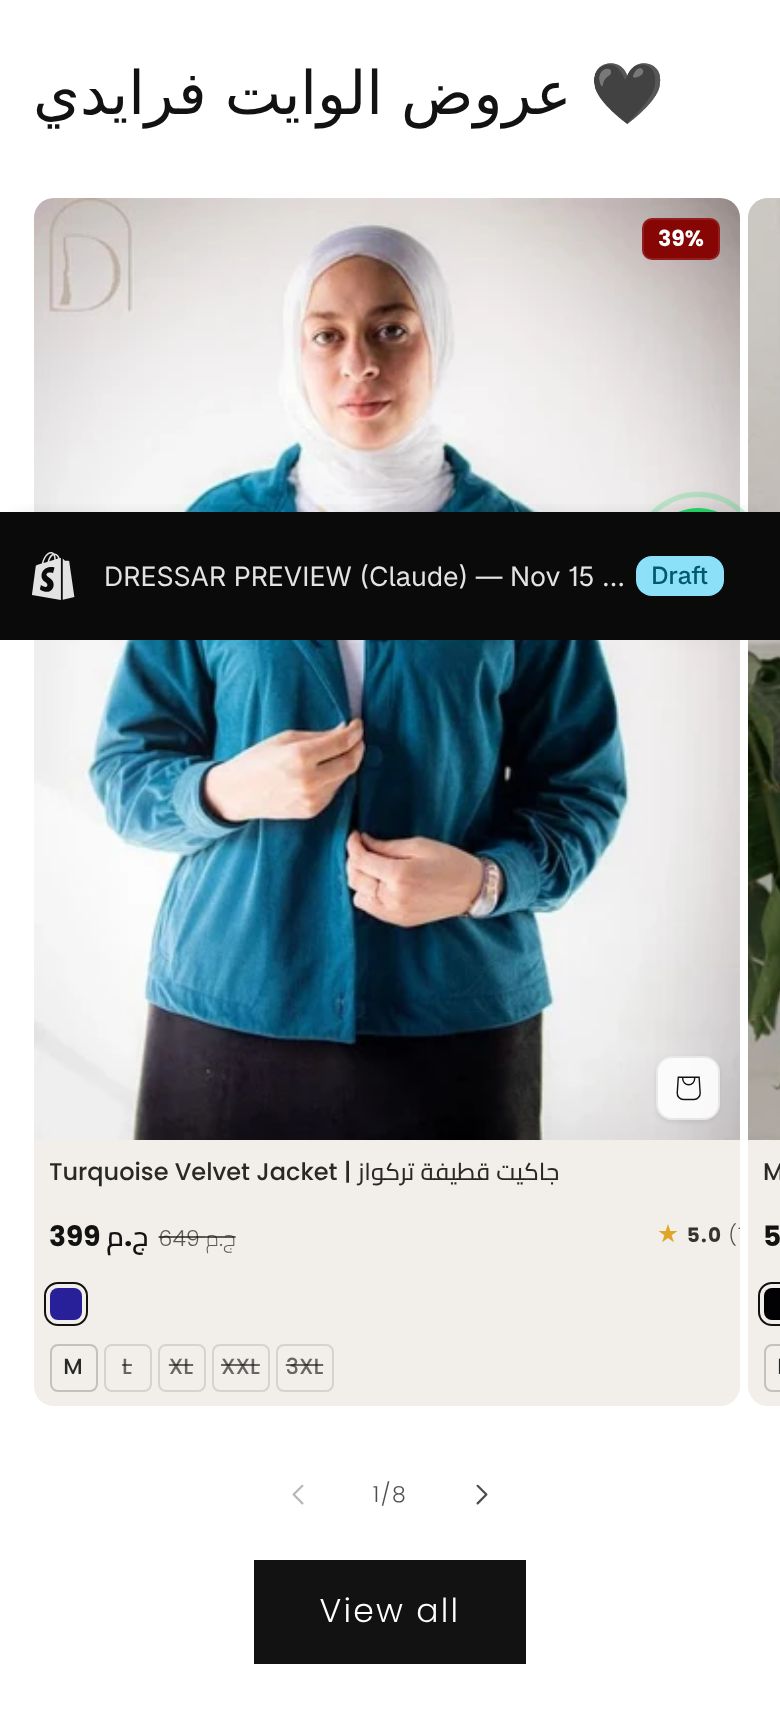 عروض الوايت فرايدي 🖤
39%
DRESSAR PREVIEW (Claude) — Nov 15 ...
Draft
Turquoise Velvet Jacket | جاكيت قطيفة تركواز
399 ج.م 649 ج.م
★ 5.0 (
M L XL XXL 3XL
1/8
View all